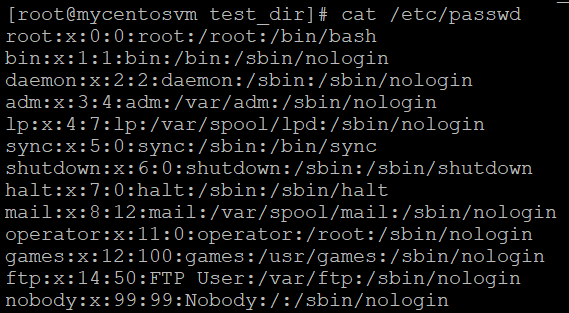 [root@mycentosvm test_dir]# cat /etc/passwd
root:x:0:0:root:/root:/bin/bash
bin:x:1:1:bin:/bin:/sbin/nologin
daemon:x:2:2:daemon:/sbin:/sbin/nologin
adm:x:3:4:adm:/var/adm:/sbin/nologin
lp:x:4:7:lp:/var/spool/lpd:/sbin/nologin
sync:x:5:0:sync:/sbin:/bin/sync
shutdown:x:6:0:shutdown:/sbin:/sbin/shutdown
halt:x:7:0:halt:/sbin:/sbin/halt
mail:x:8:12:mail:/var/spool/mail:/sbin/nologin
operator:x:11:0:operator:/root:/sbin/nologin
games:x:12:100:games:/usr/games:/sbin/nologin
ftp:x:14:50:FTP User:/var/ftp:/sbin/nologin
nobody:x:99:99:Nobody:/:/sbin/nologin